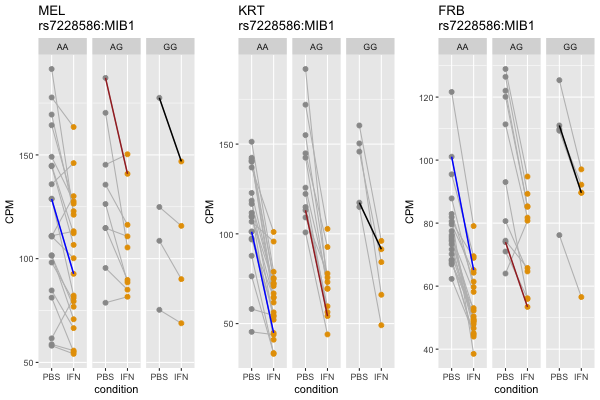 MEL
rs7228586:MIB1
AA AG GG
CPM
150
100
50
PBS IFN PBS IFN PBS IFN
condition
KRT
rs7228586:MIB1
AA AG GG
CPM
150
100
50
PBS IFN PBS IFN PBS IFN
condition
FRB
rs7228586:MIB1
AA AG GG
CPM
120
100
80
60
40
PBS IFN PBS IFN PBS IFN
condition